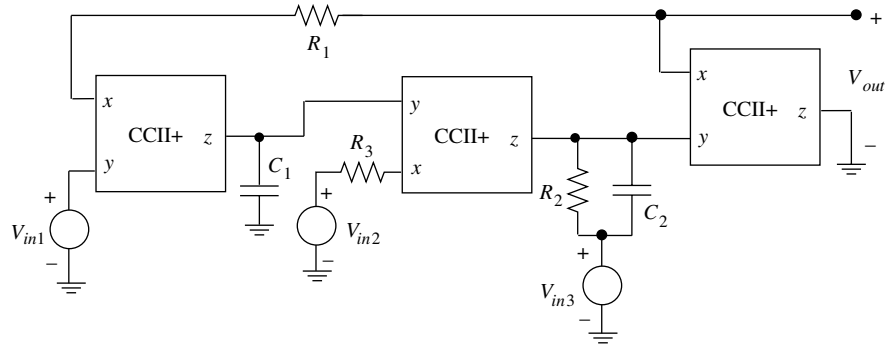 R1
+
x
CCII+
z
y
C1
+
Vin1
−
y
CCII+
z
x
R3
+
Vin2
−
R2
C2
+
Vin3
−
x
CCII+
z
y
Vout
−